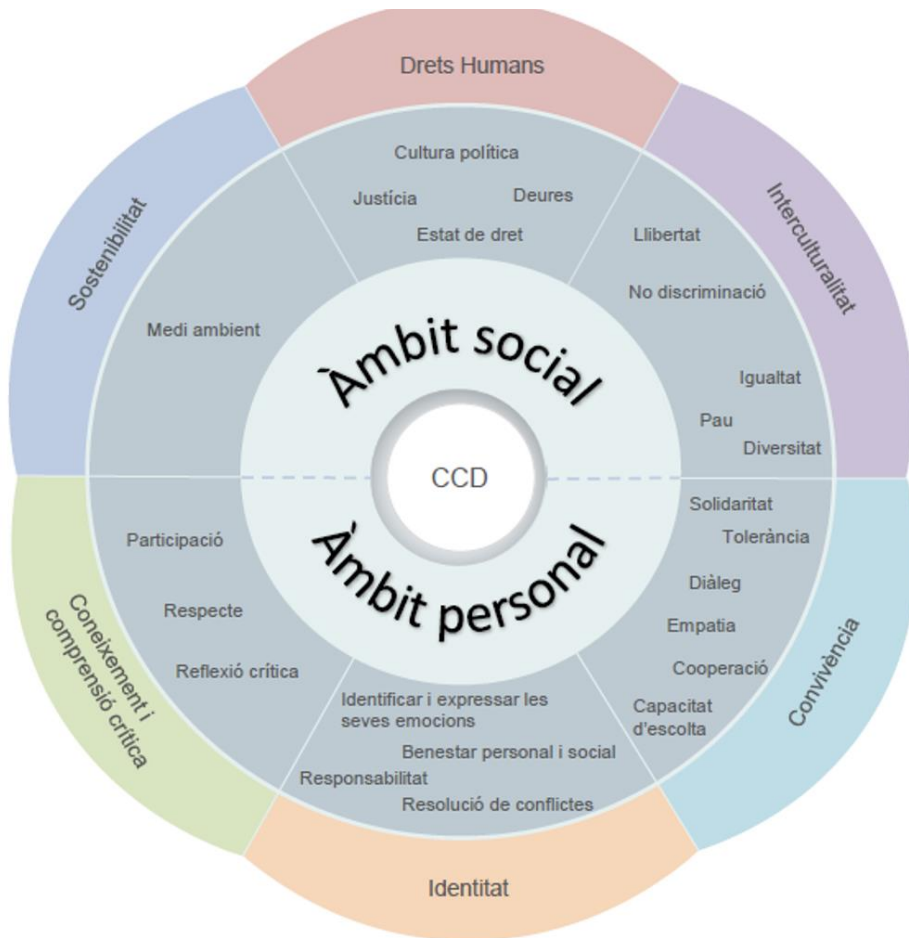 Drets Humans
Cultura política
Justícia
Deures
Estat de dret
Interculturalitat
Llibertat
No discriminació
Igualtat
Pau
Diversitat
Sostenibilitat
Medi ambient
Àmbit social
CCD
Àmbit personal
Solidaritat
Tolerància
Diàleg
Empatia
Cooperació
Capacitat
d'escolta
Convivència
Participació
Respecte
Reflexió crítica
Coneixement i
comprensió crítica
Identificar i expressar les
seves emocions
Benestar personal i social
Responsabilitat
Resolució de conflictes
Identitat